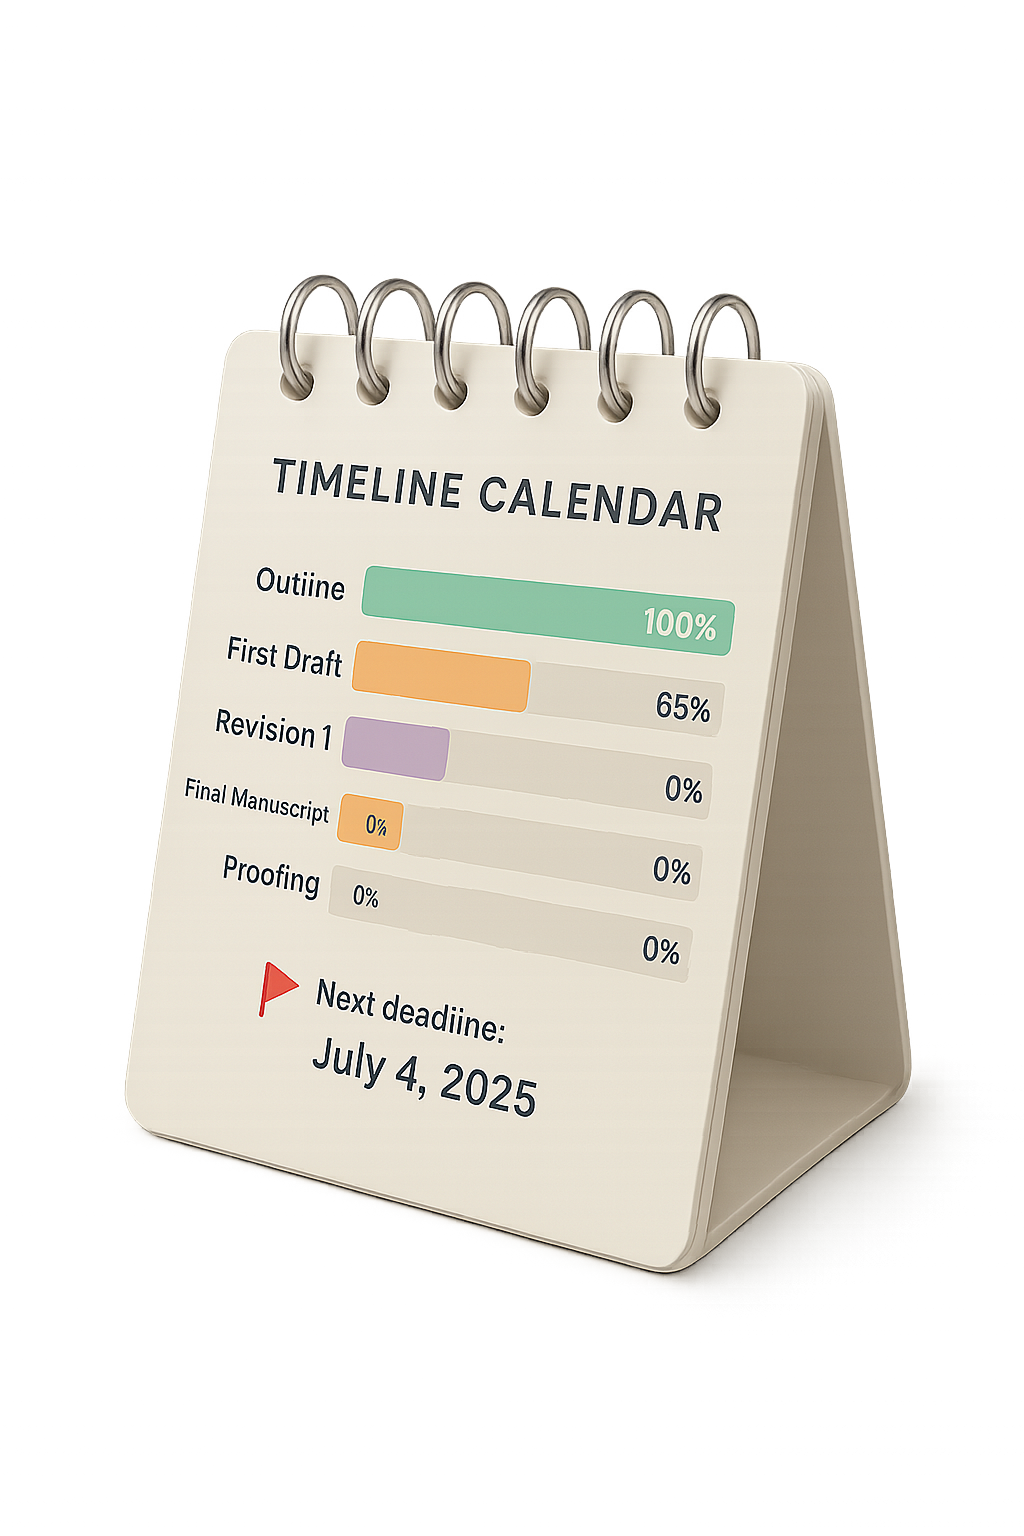 TIMELINE CALENDAR
Outiine 100%
First Draft 65%
Revision 1 0%
Final Manuscript 0% 0%
Proofing 0% 0%
Next deadiine:
July 4, 2025